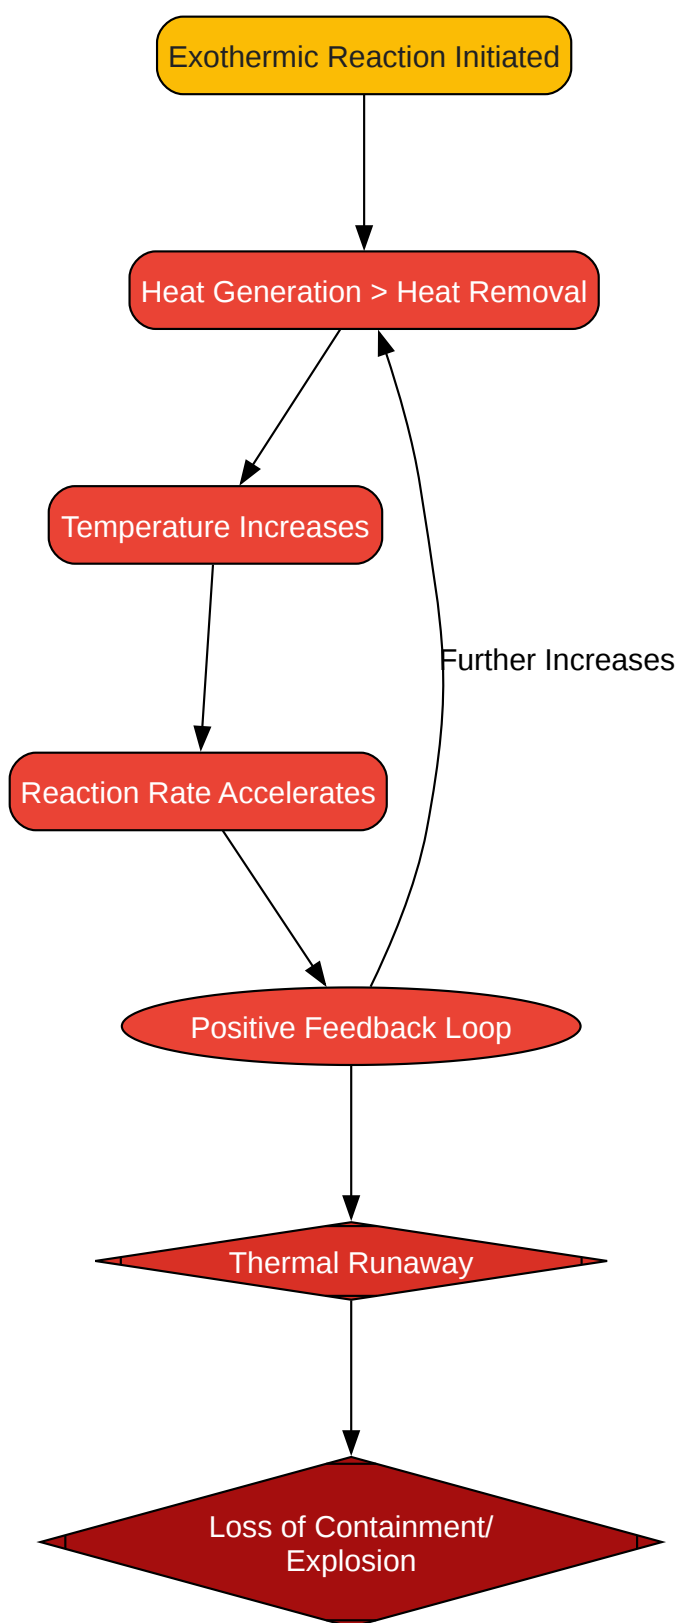 Exothermic Reaction Initiated
Heat Generation > Heat Removal
Temperature Increases
Further Increases
Reaction Rate Accelerates
Positive Feedback Loop
Thermal Runaway
Loss of Containment/
Explosion